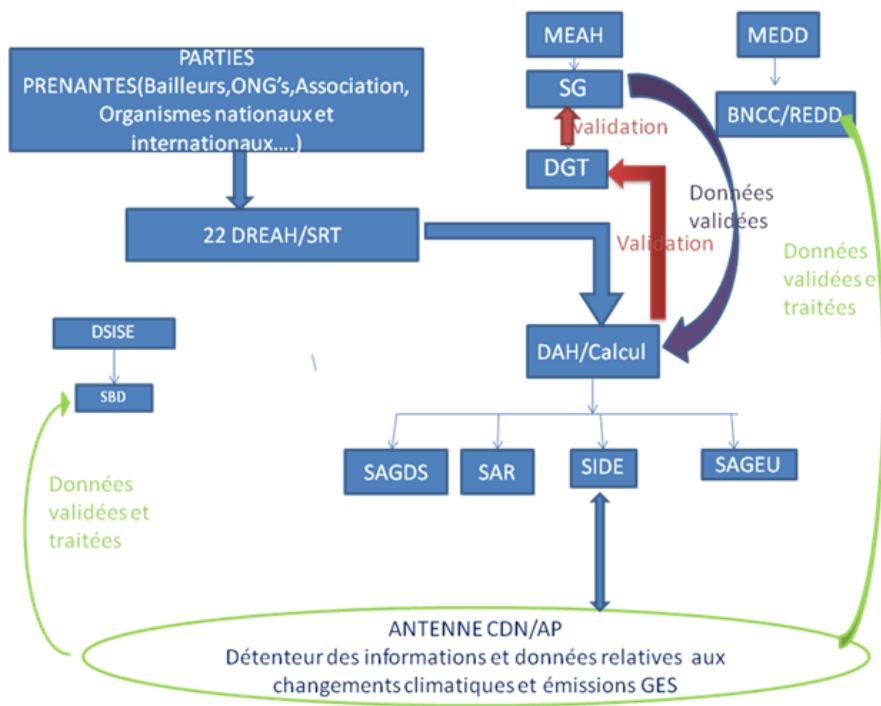 PARTIES
PRENANTES(Bailleurs,ONG's,Association,
Organismes nationaux et
internationaux....)
MEAH
MEDD
SG
BNCC/REDD
validation
DGT
Données
validées
22 DREAH/SRT
Validation
Données
validées et
traitées
DSISE
DAH/Calcul
SBD
SAGDS
SAR
SIDE
SAGEU
Données
validées et
traitées
ANTENNE CDN/AP
Détenteur des informations et données relatives aux
changements climatiques et émissions GES